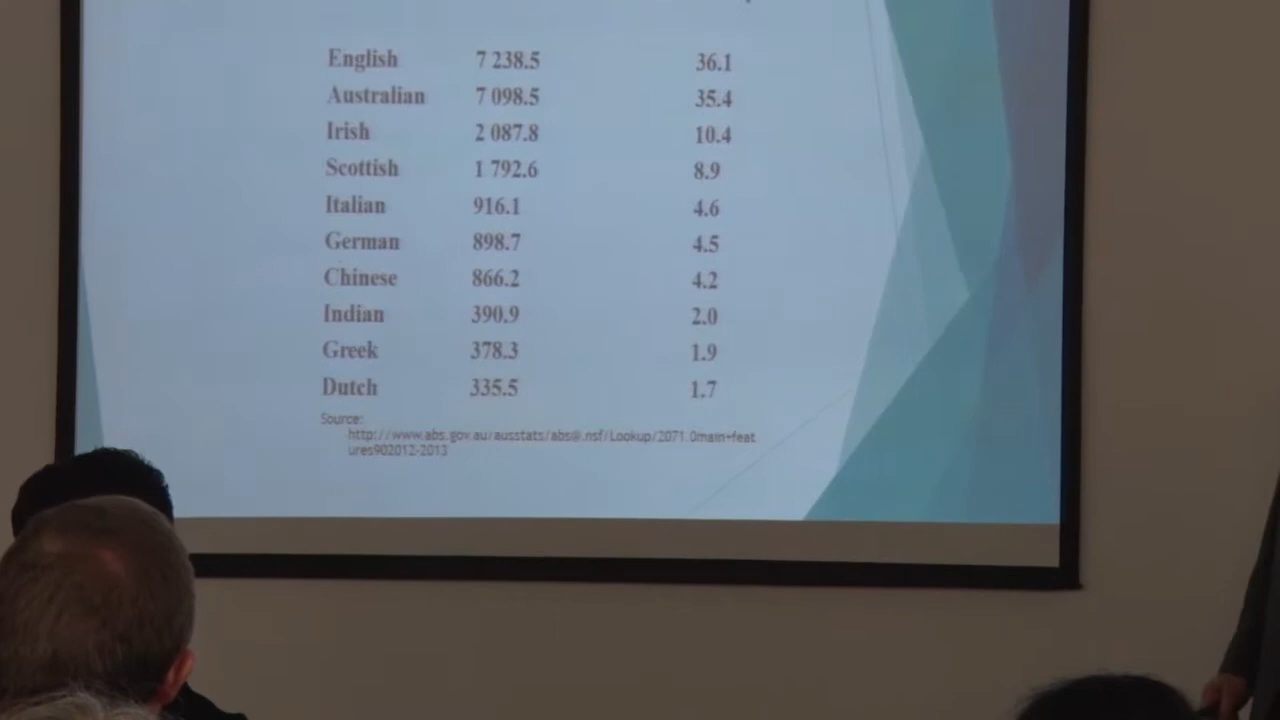 English 7 238.5 36.1
Australian 7 098.5 35.4
Irish 2 087.8 10.4
Scottish 1 792.6 8.9
Italian 916.1 4.6
German 898.7 4.5
Chinese 866.2 4.2
Indian 390.9 2.0
Greek 378.3 1.9
Dutch 335.5 1.7
Source:
http://www.abs.gov.au/ausstats/abs@.nsf/Lookup/2071.0main+feat
ures902012-2013